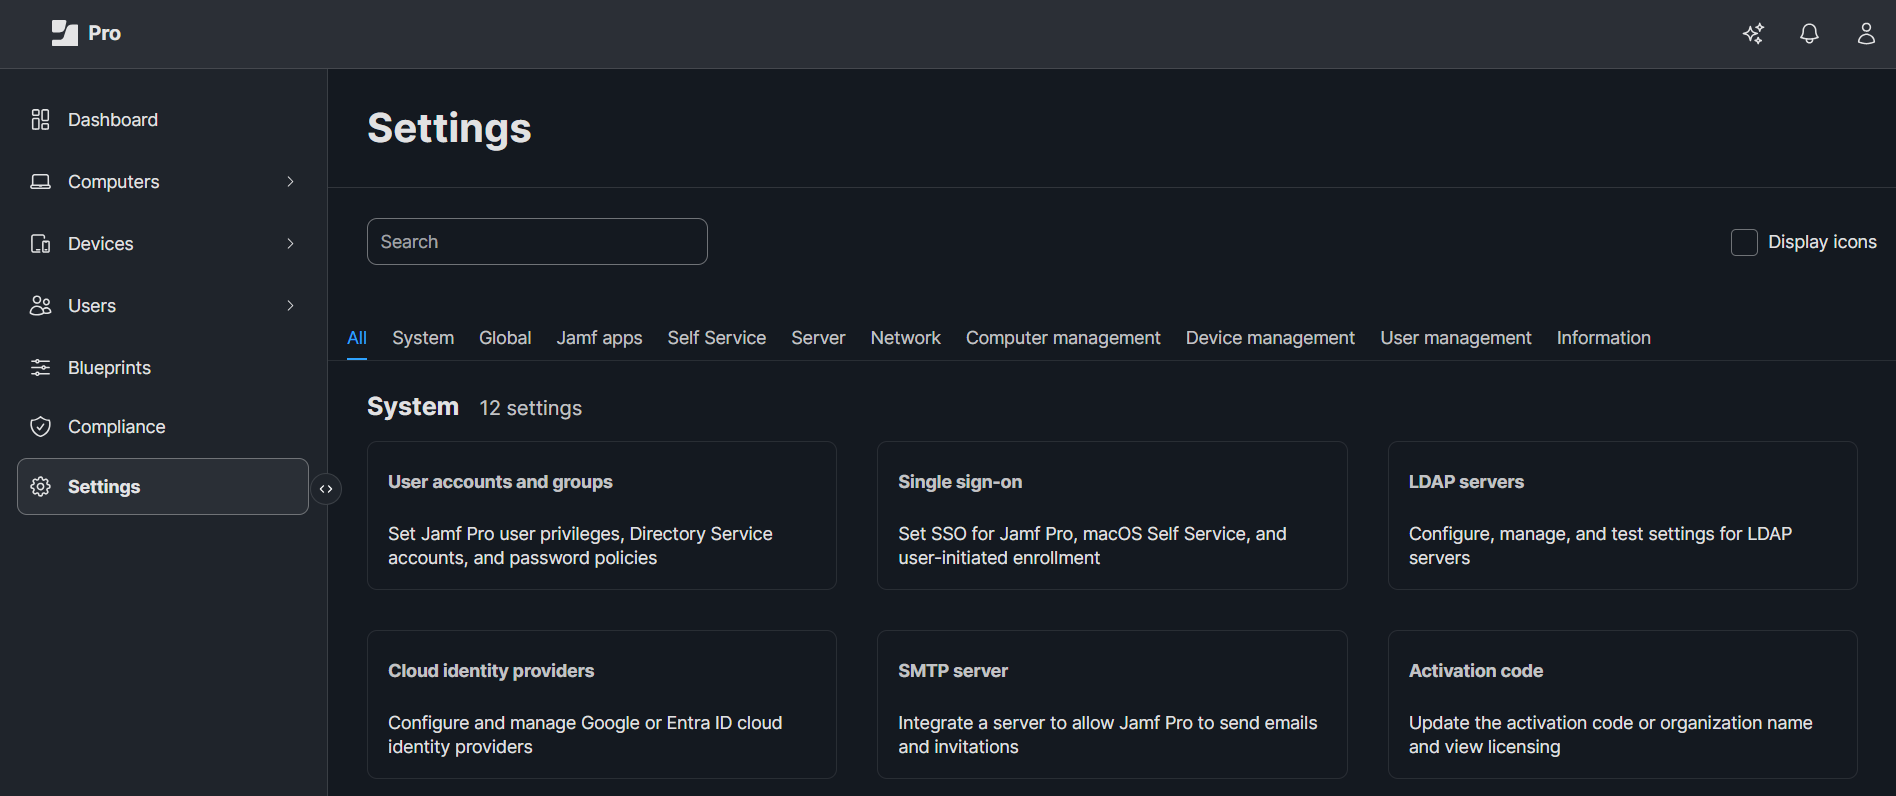 Pro
Dashboard
Computers
Devices
Users
Blueprints
Compliance
Settings
Settings
Search
Display icons
All System Global Jamf apps Self Service Server Network Computer management Device management User management Information
System 12 settings
User accounts and groups
Set Jamf Pro user privileges, Directory Service
accounts, and password policies
Single sign-on
Set SSO for Jamf Pro, macOS Self Service, and
user-initiated enrollment
LDAP servers
Configure, manage, and test settings for LDAP
servers
Cloud identity providers
Configure and manage Google or Entra ID cloud
identity providers
SMTP server
Integrate a server to allow Jamf Pro to send emails
and invitations
Activation code
Update the activation code or organization name
and view licensing